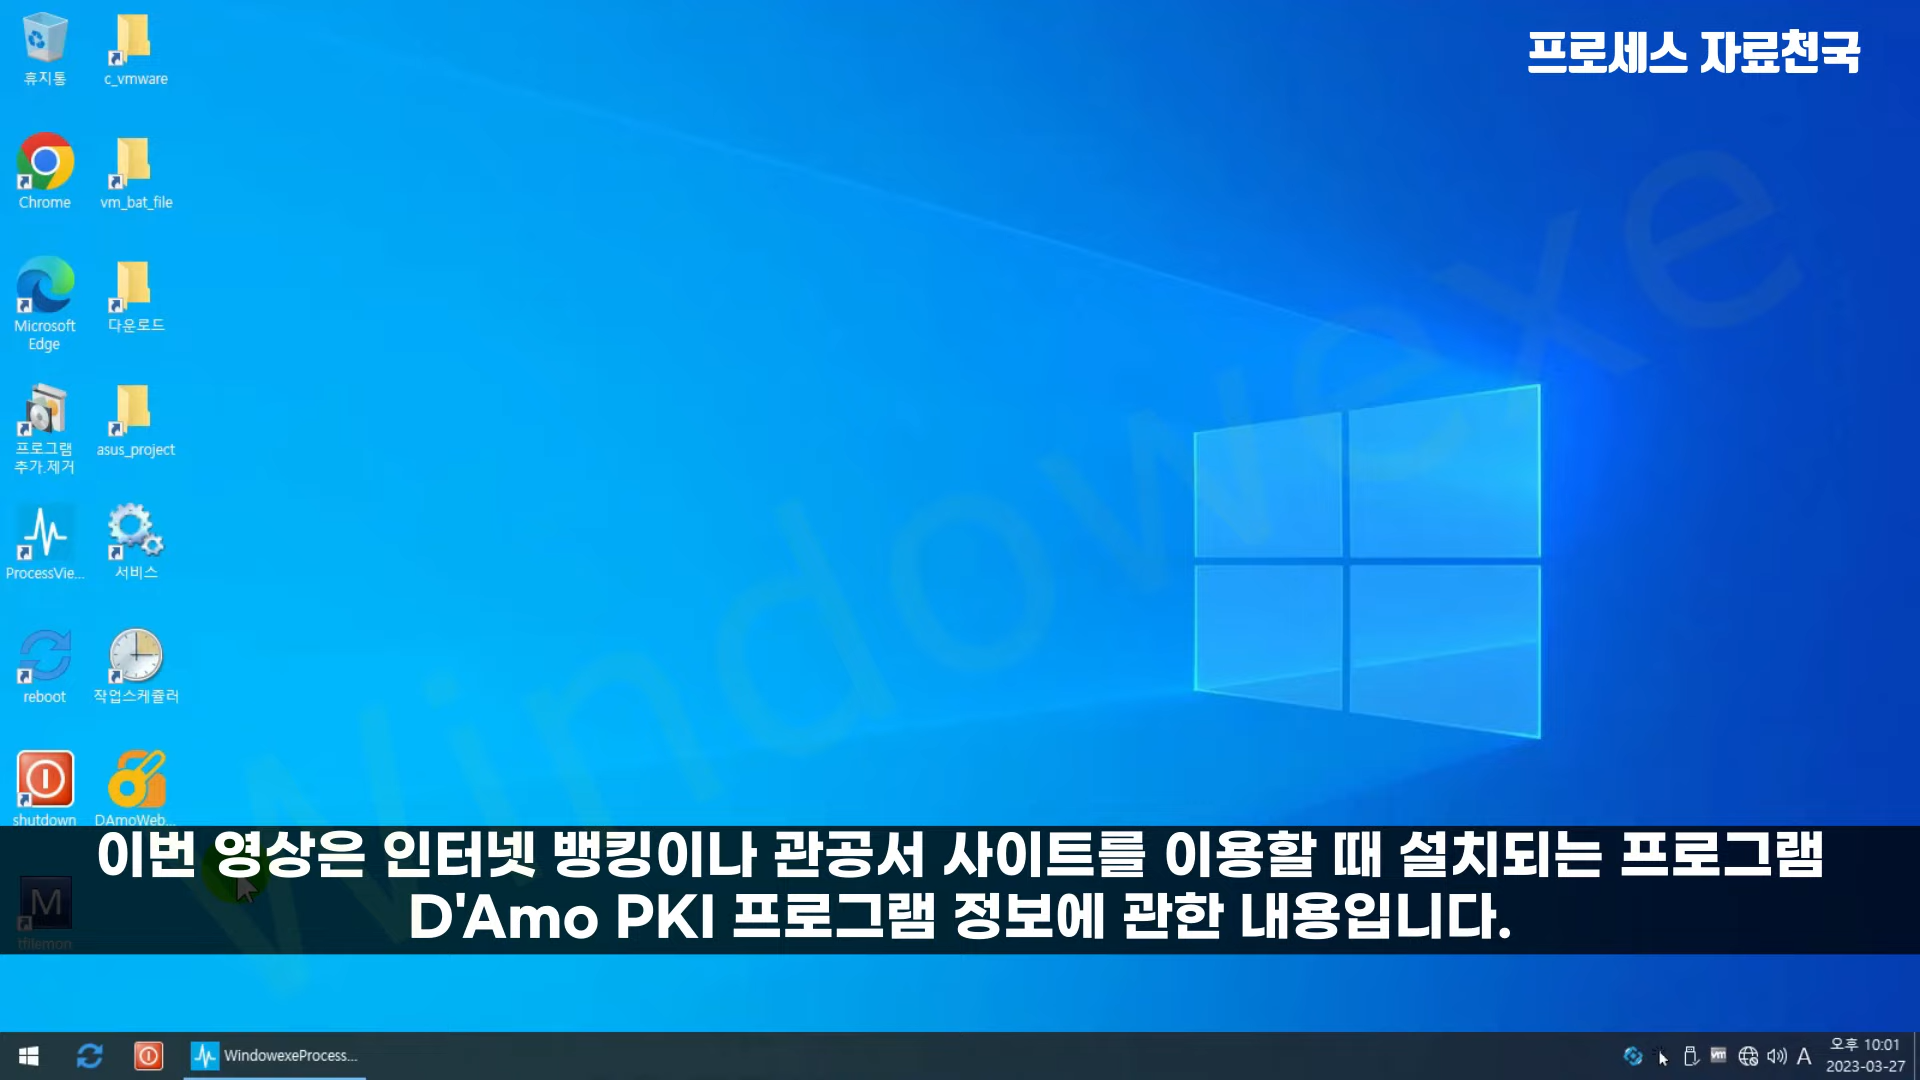 프로세스 자료천국
휴지통
c_vmware
Chrome
vm_bat_file
Microsoft
Edge
다운로드
프로그램
추가.제거
asus_project
ProcessVie...
서비스
reboot
작업스케쥴러
shutdown
DAmoWeb...
tfilemon
Windowexe
이번 영상은 인터넷 뱅킹이나 관공서 사이트를 이용할 때 설치되는 프로그램
D'Amo PKI 프로그램 정보에 관한 내용입니다.
WindowexeProcess...
vm
A
오후 10:01
2023-03-27